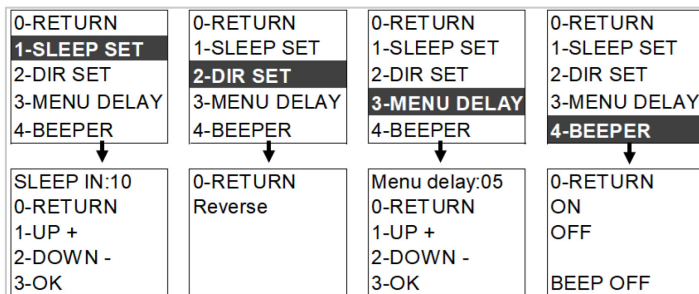 0-RETURN
1-SLEEP SET
2-DIR SET
3-MENU DELAY
4-BEEPER
0-RETURN
1-SLEEP SET
2-DIR SET
3-MENU DELAY
4-BEEPER
0-RETURN
1-SLEEP SET
2-DIR SET
3-MENU DELAY
4-BEEPER
0-RETURN
1-SLEEP SET
2-DIR SET
3-MENU DELAY
4-BEEPER
SLEEP IN:10
0-RETURN
1-UP +
2-DOWN -
3-OK
0-RETURN
Reverse
Menu delay:05
0-RETURN
1-UP +
2-DOWN -
3-OK
0-RETURN
ON
OFF
BEEP OFF